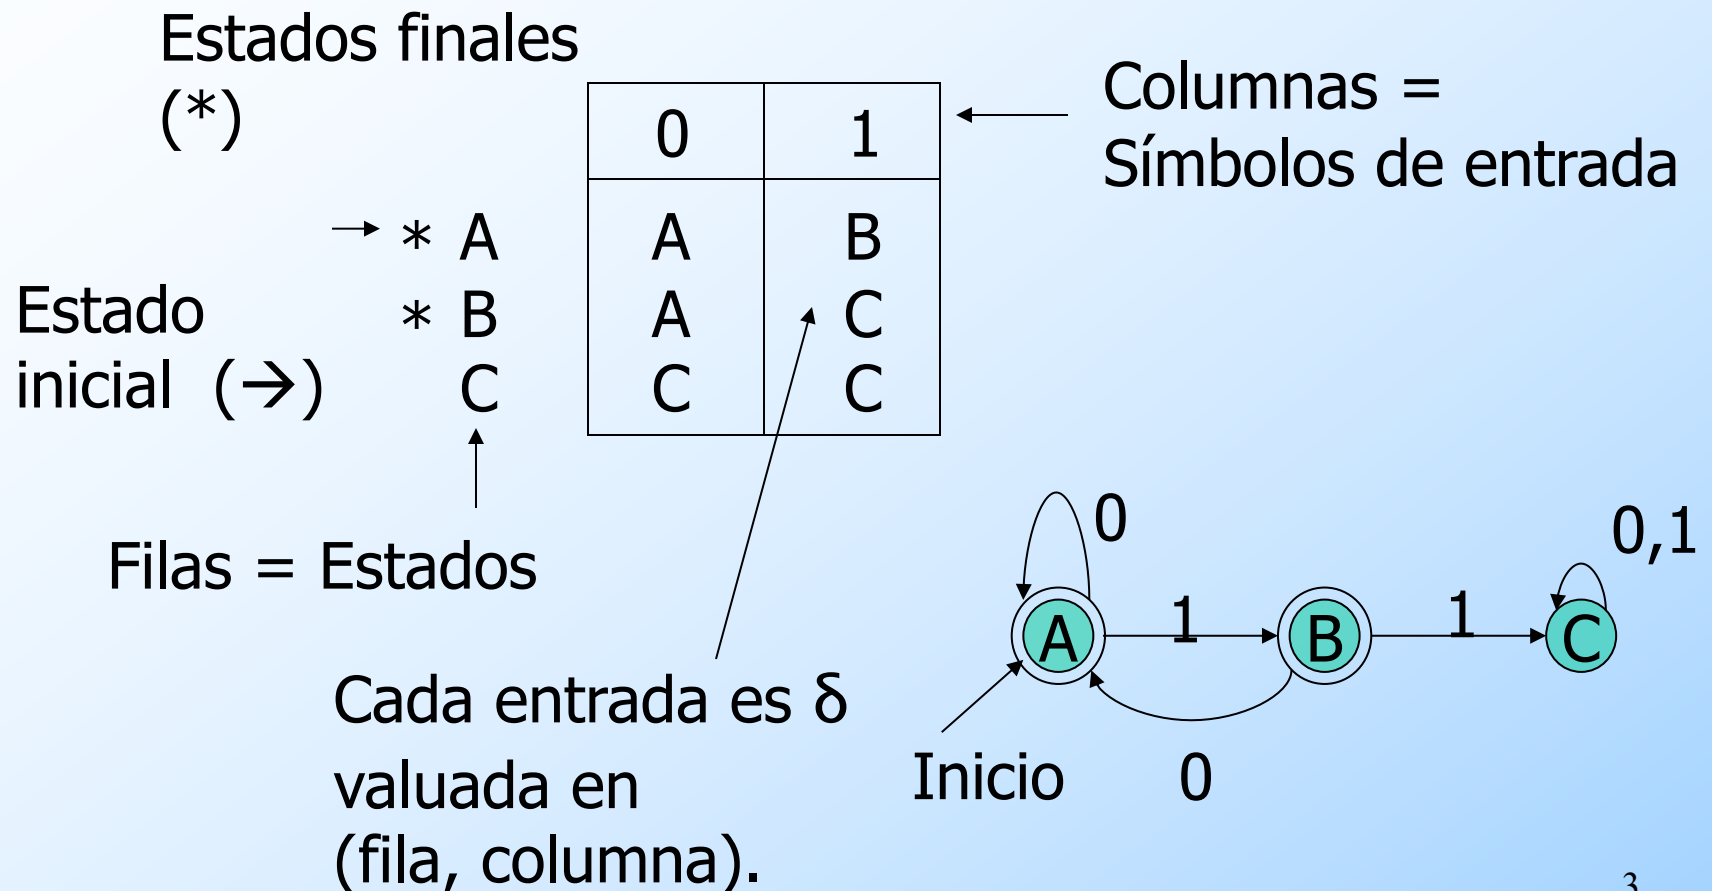 Estados finales
(*)
Columnas =
Símbolos de entrada
0 1
* A A B
* B A C
C C C
Estado
inicial (→)
Filas = Estados
Cada entrada es δ
valuada en
(fila, columna).
0
0,1
1
1
A
B
C
Inicio
0
3